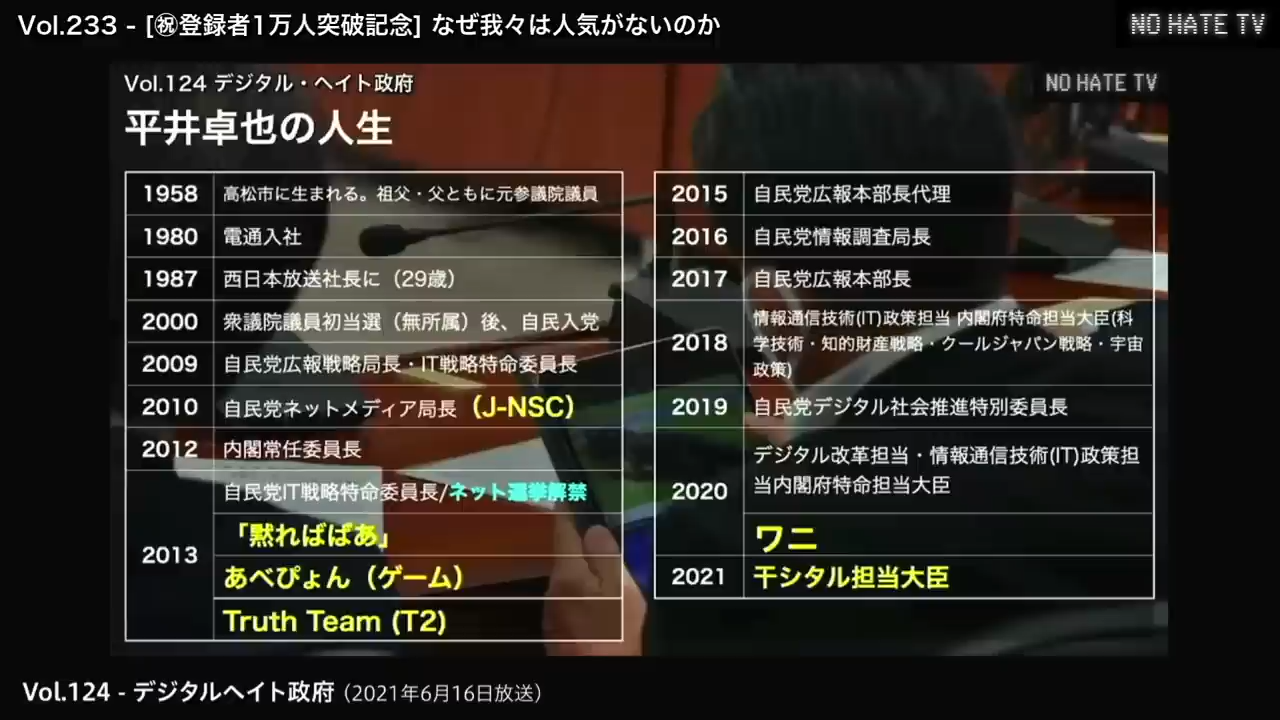 Vol.233 - [㊗登録者1万人突破記念] なぜ我々は人気がないのか
NO HATE TV
Vol.124 デジタル・ヘイト政府
NO HATE TV
平井卓也の人生
1958 高松市に生まれる。祖父・父ともに元参議院議員
1980 電通入社
1987 西日本放送社長に（29歳）
2000 衆議院議員初当選（無所属）後、自民入党
2009 自民党広報戦略局長・IT戦略特命委員長
2010 自民党ネットメディア局長（J-NSC）
2012 内閣常任委員長
2013 自民党IT戦略特命委員長/ネット選挙解禁
「黙ればばあ」
あべぴょん（ゲーム）
Truth Team (T2)
2015 自民党広報本部長代理
2016 自民党情報調査局長
2017 自民党広報本部長
2018 情報通信技術(IT)政策担当 内閣府特命担当大臣(科
学技術・知的財産戦略・クールジャパン戦略・宇宙
政策)
2019 自民党デジタル社会推進特別委員長
2020 デジタル改革担当・情報通信技術(IT)政策担
当内閣府特命担当大臣
ワニ
2021 干シタル担当大臣
Vol.124 - デジタルヘイト政府（2021年6月16日放送）